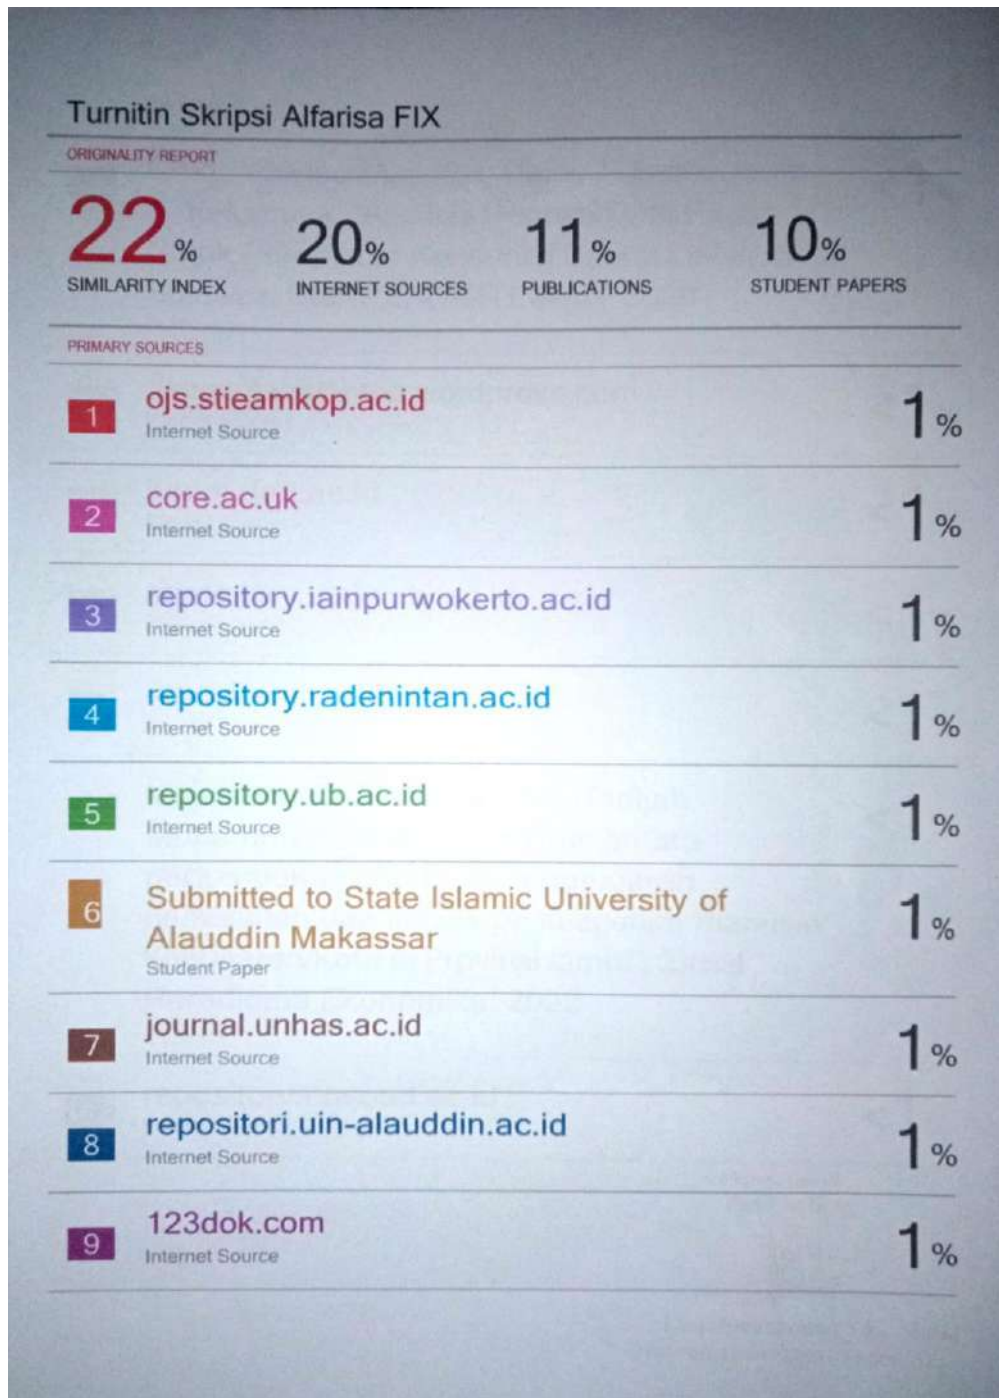 Turnitin Skripsi Alfarisa FIX
ORIGINALITY REPORT
22% 20% 11% 10%
SIMILARITY INDEX INTERNET SOURCES PUBLICATIONS STUDENT PAPERS
PRIMARY SOURCES
1 ojs.stieamkop.ac.id 1%
Internet Source
2 core.ac.uk 1%
Internet Source
3 repository.iainpurwokerto.ac.id 1%
Internet Source
4 repository.radenintan.ac.id 1%
Internet Source
5 repository.ub.ac.id 1%
Internet Source
6 Submitted to State Islamic University of 1%
Alauddin Makassar
Student Paper
7 journal.unhas.ac.id 1%
Internet Source
8 repositori.uin-alauddin.ac.id 1%
Internet Source
9 123dok.com 1%
Internet Source